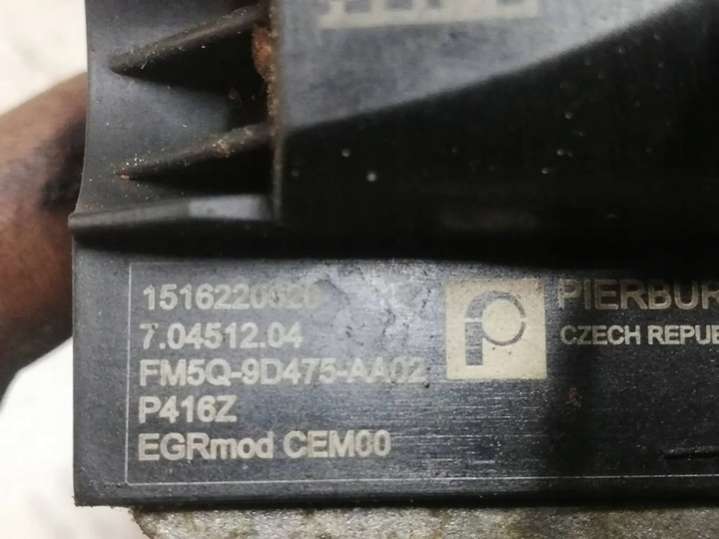 7.04512.04
PIERBUR
CZECH REPUB
FM5Q-9D475-AA02
P416Z
EGRmod CEM00